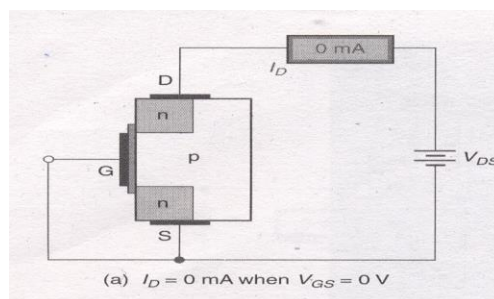 0 mA
I_D
D
n
p
G
V_DS
n
S
(a) I_D = 0 mA when V_GS = 0 V